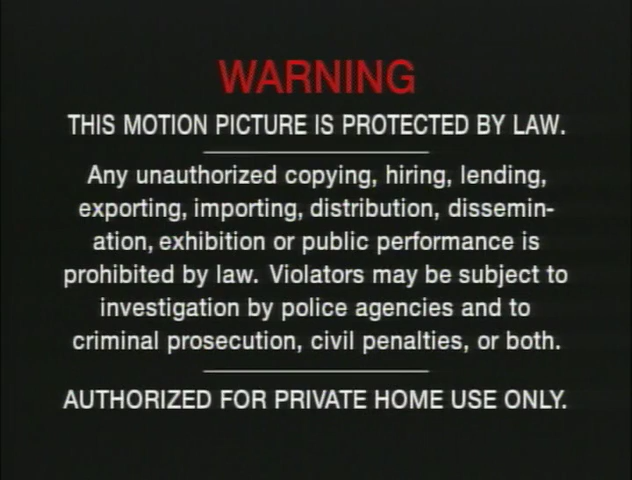 WARNING
THIS MOTION PICTURE IS PROTECTED BY LAW.
Any unauthorized copying, hiring, lending,
exporting, importing, distribution, dissemin-
ation, exhibition or public performance is
prohibited by law. Violators may be subject to
investigation by police agencies and to
criminal prosecution, civil penalties, or both.
AUTHORIZED FOR PRIVATE HOME USE ONLY.